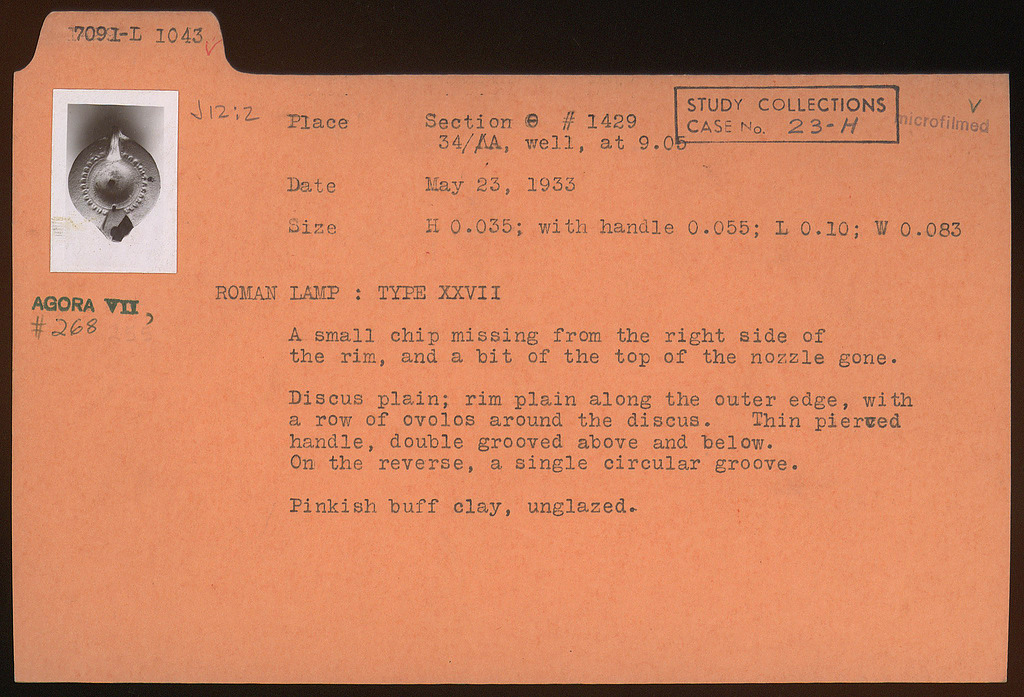 7091-L 1043
J 12:2
Place Section Θ # 1429
34/ΛΑ, well, at 9.05
STUDY COLLECTIONS
CASE No. 23-H
microfilmed
Date May 23, 1933
Size H 0.035; with handle 0.055; L 0.10; W 0.083
AGORA VII,
# 268
ROMAN LAMP : TYPE XXVII
A small chip missing from the right side of
the rim, and a bit of the top of the nozzle gone.
Discus plain; rim plain along the outer edge, with
a row of ovolos around the discus. Thin pierced
handle, double grooved above and below.
On the reverse, a single circular groove.
Pinkish buff clay, unglazed.